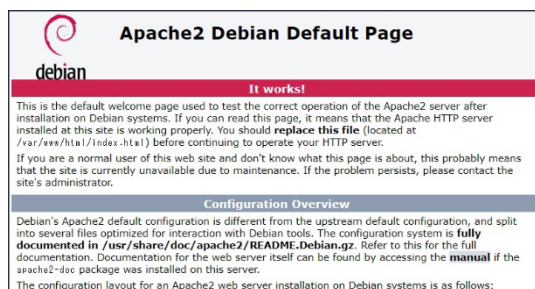 Apache2 Debian Default Page
debian
It works!
This is the default welcome page used to test the correct operation of the Apache2 server after
installation on Debian systems. If you can read this page, it means that the Apache HTTP server
installed at this site is working properly. You should replace this file (located at
/var/www/html/index.html) before continuing to operate your HTTP server.
If you are a normal user of this web site and don't know what this page is about, this probably means
that the site is currently unavailable due to maintenance. If the problem persists, please contact the
site's administrator.
Configuration Overview
Debian's Apache2 default configuration is different from the upstream default configuration, and split
into several files optimized for interaction with Debian tools. The configuration system is fully
documented in /usr/share/doc/apache2/README.Debian.gz. Refer to this for the full
documentation. Documentation for the web server itself can be found by accessing the manual if the
apache2-doc package was installed on this server.
The configuration layout for an Apache2 web server installation on Debian systems is as follows: